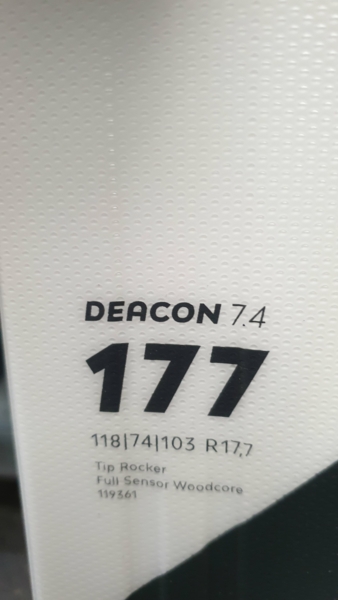 DEACON 7.4
177
118|74|103 R17,7
Tip Rocker
Full Sensor Woodcore
119361